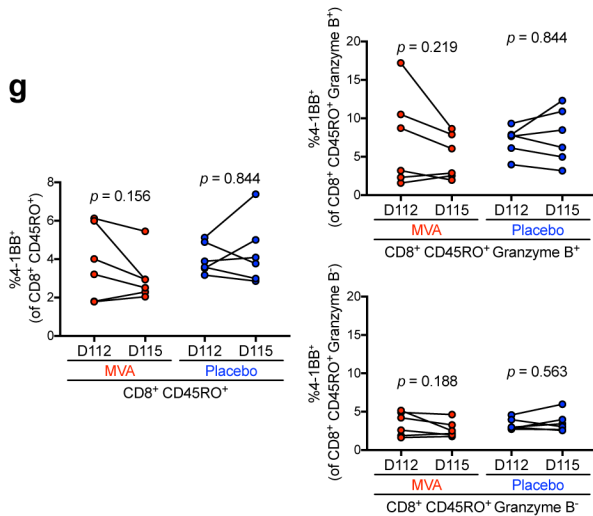 g
%4-1BB⁺
(of CD8⁺ CD45RO⁺)
8
6
4
2
0
p = 0.156
p = 0.844
D112 D115 D112 D115
MVA Placebo
CD8⁺ CD45RO⁺
%4-1BB⁺
(of CD8⁺ CD45RO⁺ Granzyme B⁺)
20
15
10
5
0
p = 0.219
p = 0.844
D112 D115 D112 D115
MVA Placebo
CD8⁺ CD45RO⁺ Granzyme B⁺
%4-1BB⁺
(of CD8⁺ CD45RO⁺ Granzyme B⁻)
20
15
10
5
0
p = 0.188
p = 0.563
D112 D115 D112 D115
MVA Placebo
CD8⁺ CD45RO⁺ Granzyme B⁻